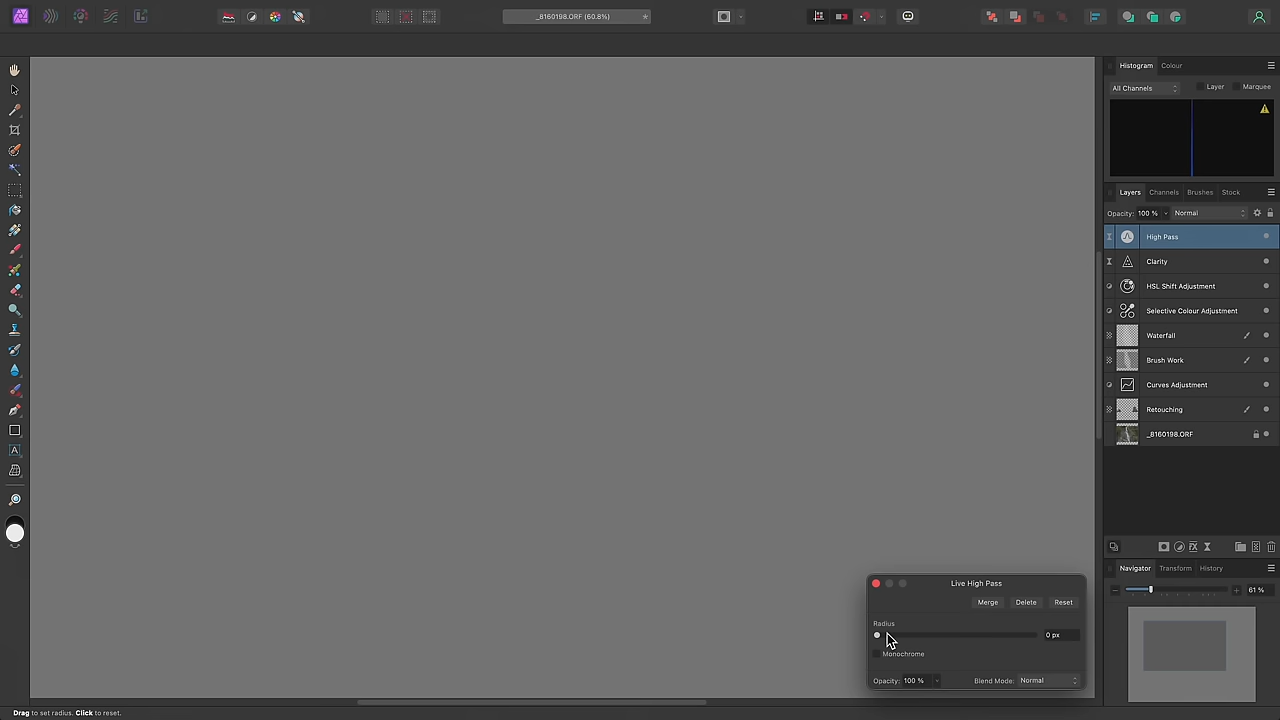 _8160198.ORF (60.8%)
Histogram Colour
All Channels Layer Marquee
Layers Channels Brushes Stock
Opacity: 100 % Normal
High Pass
Clarity
HSL Shift Adjustment
Selective Colour Adjustment
Waterfall
Brush Work
Curves Adjustment
Retouching
_8160198.ORF
Navigator Transform History
61 %
Live High Pass
Merge Delete Reset
Radius
0 px
Monochrome
Opacity: 100 % Blend Mode: Normal
Drag to set radius. Click to reset.